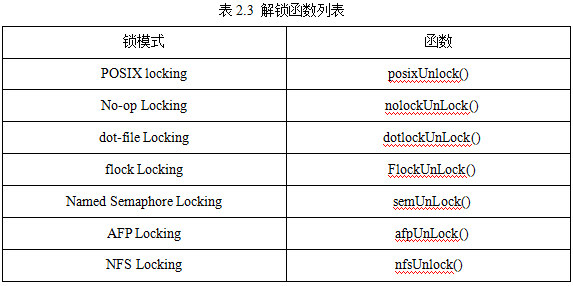 表 2.3 解锁函数列表
锁模式 函数
POSIX locking posixUnlock()
No-op Locking nolockUnLock()
dot-file Locking dotlockUnLock()
flock Locking FlockUnLock()
Named Semaphore Locking semUnLock()
AFP Locking afpUnLock()
NFS Locking nfsUnlock()